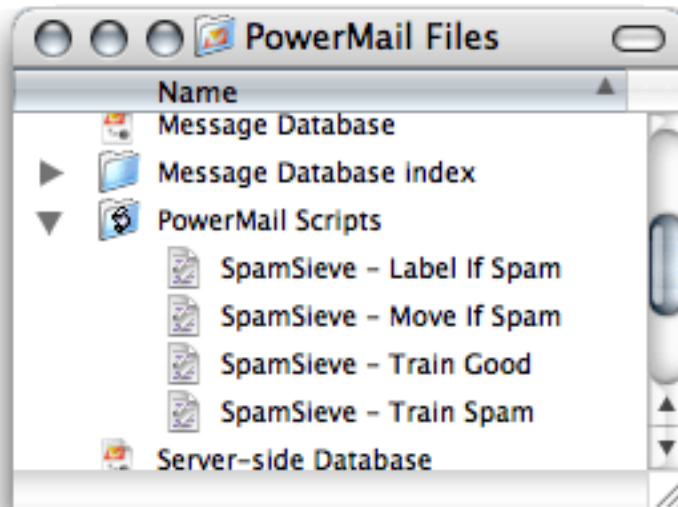 PowerMail Files
Name
Message Database
Message Database index
PowerMail Scripts
SpamSieve – Label If Spam
SpamSieve – Move If Spam
SpamSieve – Train Good
SpamSieve – Train Spam
Server-side Database